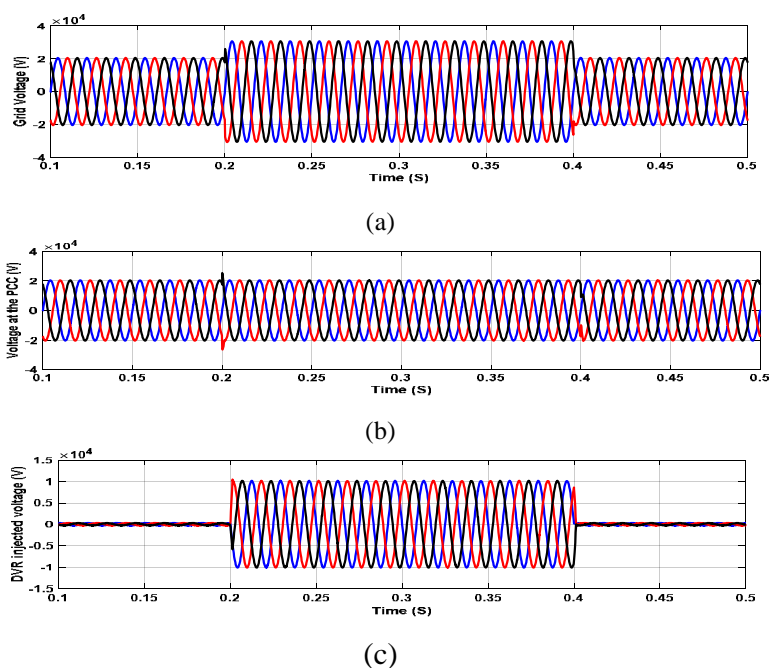 ×10⁴
Grid Voltage (V)
4
2
0
-2
-4
0.1 0.15 0.2 0.25 0.3 0.35 0.4 0.45 0.5
Time (S)
(a)
×10⁴
Voltage at the PCC (V)
4
2
0
-2
-4
0.1 0.15 0.2 0.25 0.3 0.35 0.4 0.45 0.5
Time (S)
(b)
×10⁴
DVR injected voltage (V)
1.5
1
0.5
0
-0.5
-1
-1.5
0.1 0.15 0.2 0.25 0.3 0.35 0.4 0.45 0.5
Time (S)
(c)